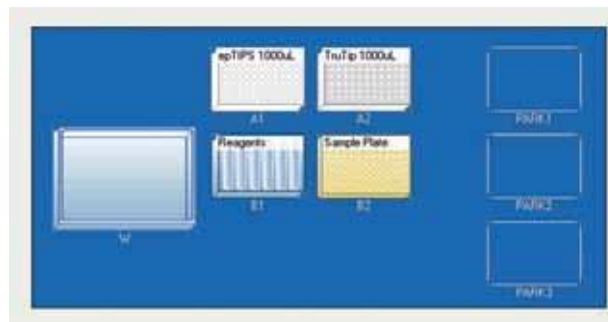 epTIPS 1000uL
TruTip 1000uL
A1
A2
PARK1
Reagents
Sample Plate
B1
B2
PARK2
W
PARK3